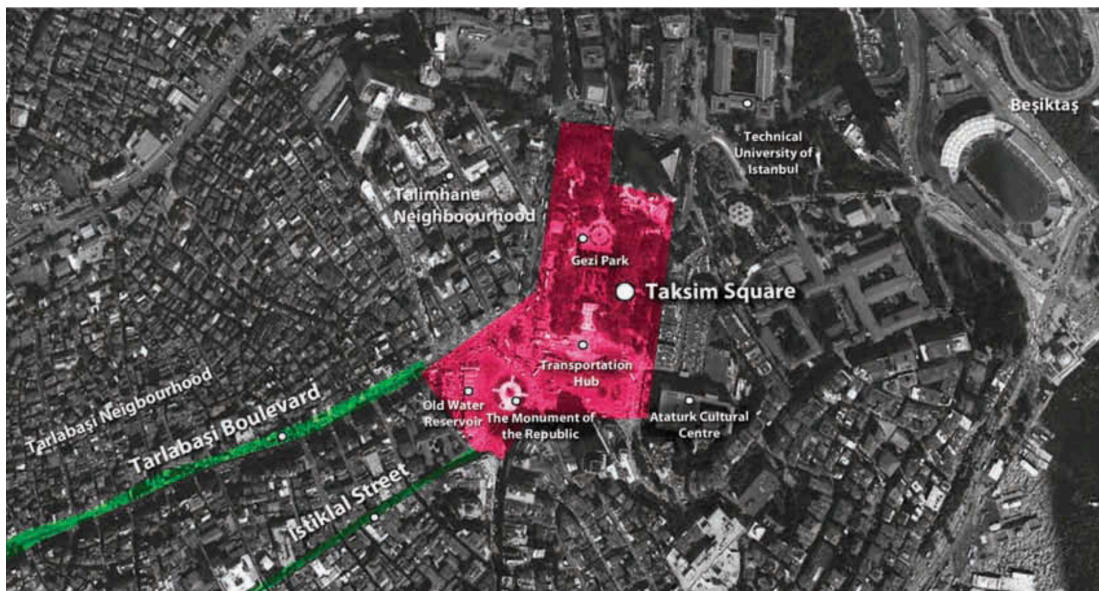 Beşiktaş
Technical
University of
Istanbul
Talimhane
Neighboourhood
Gezi Park
Taksim Square
Transportation
Hub
Old Water
Reservoir
The Monument of
the Republic
Ataturk Cultural
Centre
Tarlabaşi Neigbourhood
Tarlabaşi Boulevard
Istiklal Street